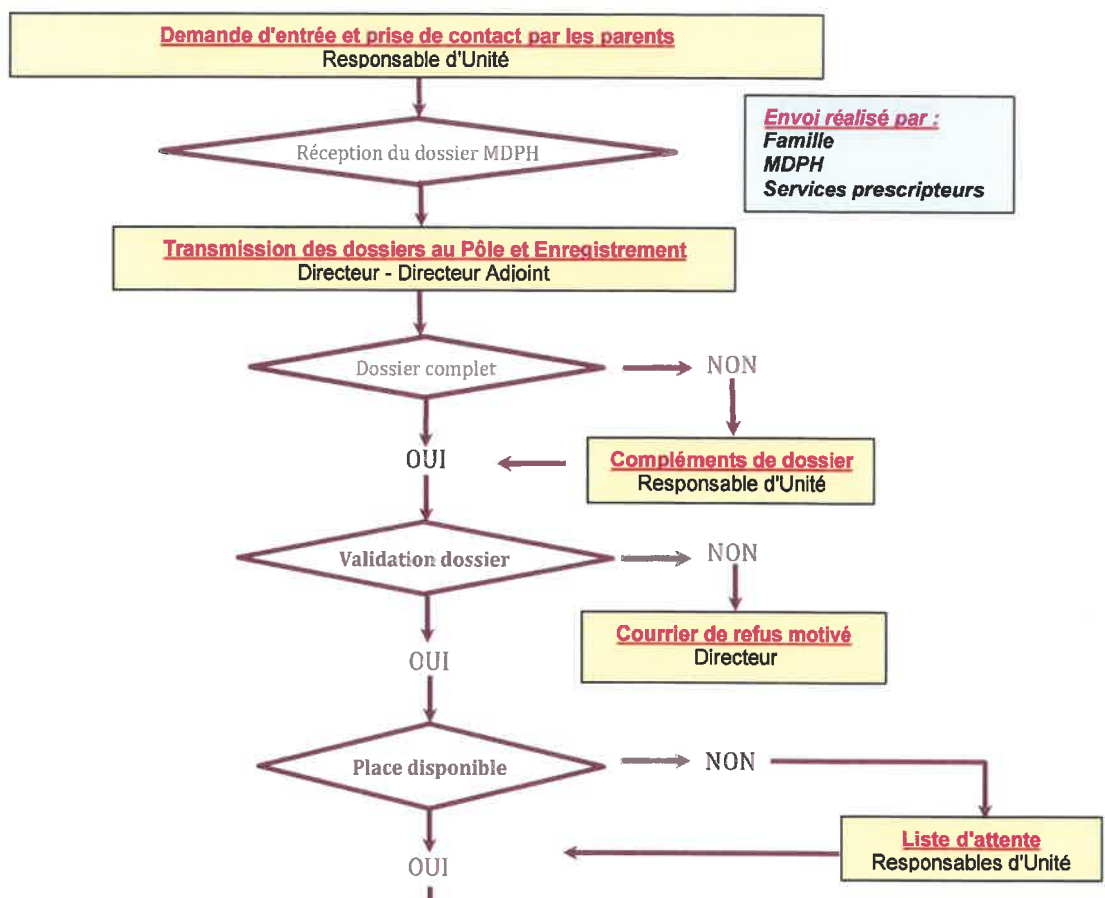 Demande d'entrée et prise de contact par les parents
Responsable d'Unité
Réception du dossier MDPH
Envoi réalisé par :
Famille
MDPH
Services prescripteurs
Transmission des dossiers au Pôle et Enregistrement
Directeur - Directeur Adjoint
Dossier complet
NON
OUI
Compléments de dossier
Responsable d'Unité
Validation dossier
NON
Courrier de refus motivé
Directeur
OUI
Place disponible
NON
Liste d'attente
Responsables d'Unité
OUI